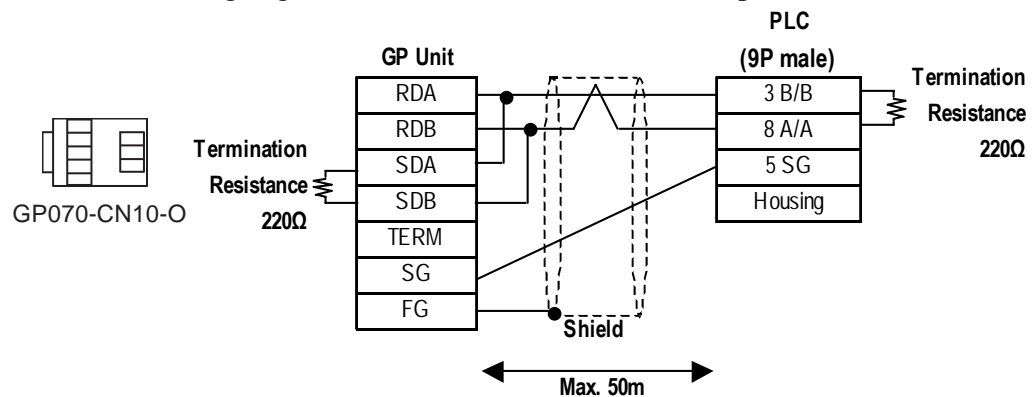 PLC
GP Unit
(9P male)
RDA
3 B/B
Termination
Resistance
220Ω
RDB
8 A/A
SDA
5 SG
Termination
Resistance
220Ω
SDB
Housing
GP070-CN10-O
TERM
SG
FG
Shield
Max. 50m